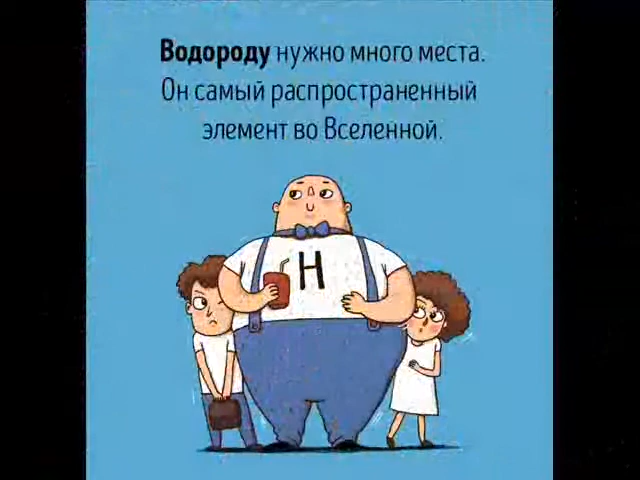 Водороду нужно много места.
Он самый распространенный
элемент во Вселенной.
H